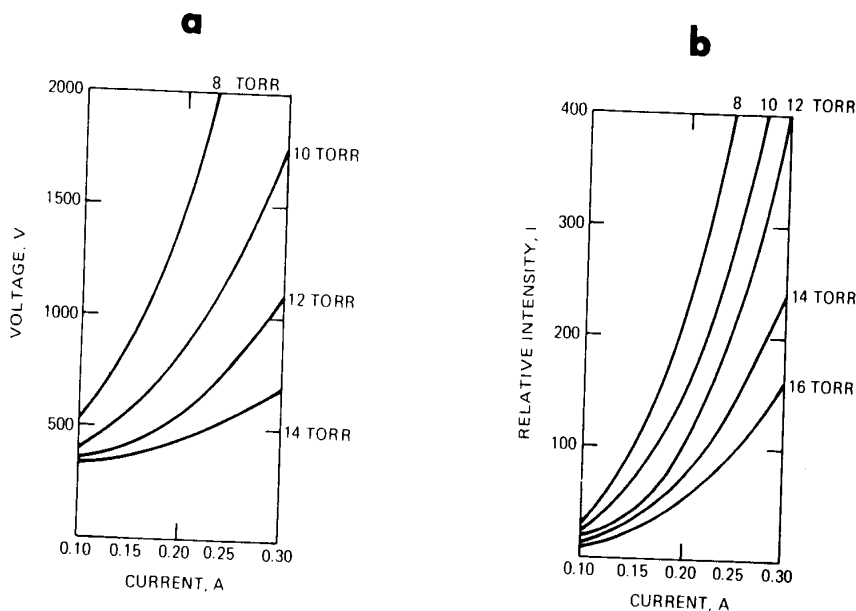 a
8 TORR
2000
10 TORR
1500
VOLTAGE, V
12 TORR
1000
500
14 TORR
0
0.10 0.15 0.20 0.25 0.30
CURRENT, A
b
8 10 12 TORR
400
300
RELATIVE INTENSITY, I
14 TORR
200
16 TORR
100
0
0.10 0.15 0.20 0.25 0.30
CURRENT, A